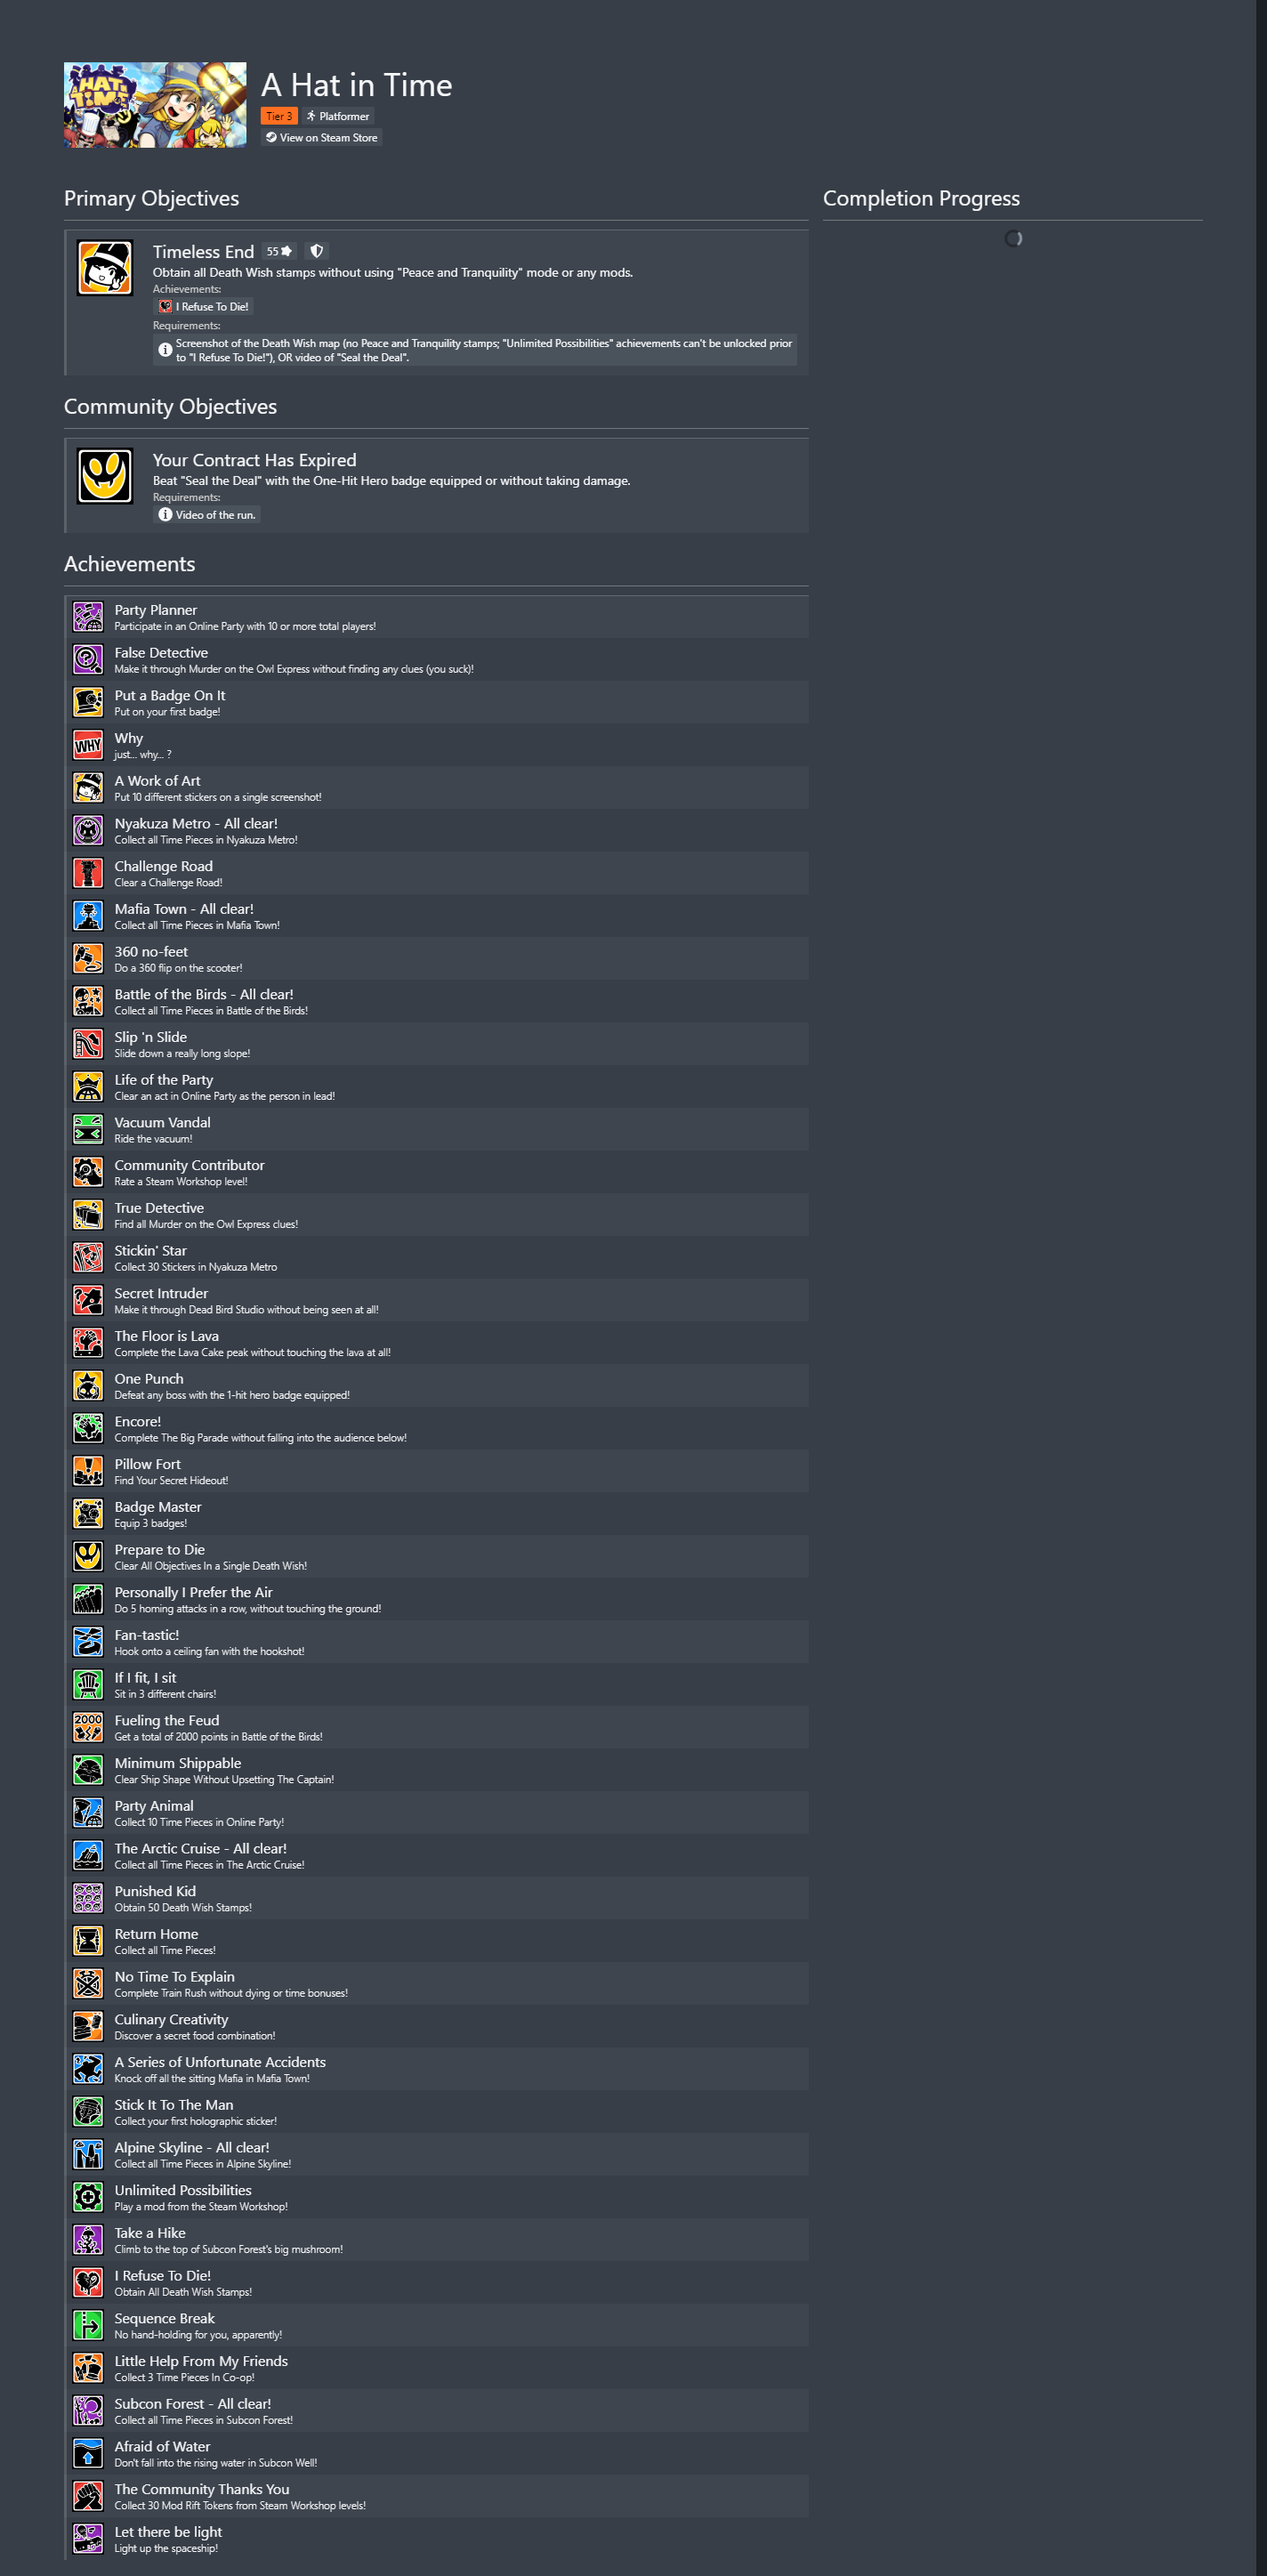 A HAT IN TIME
A Hat in Time
Tier 3
Platformer
View on Steam Store
Primary Objectives
Completion Progress
Timeless End 55
Obtain all Death Wish stamps without using "Peace and Tranquility" mode or any mods.
Achievements:
I Refuse To Die!
Requirements:
Screenshot of the Death Wish map (no Peace and Tranquility stamps; "Unlimited Possibilities" achievements can't be unlocked prior
to "I Refuse To Die!"), OR video of "Seal the Deal".
Community Objectives
Your Contract Has Expired
Beat "Seal the Deal" with the One-Hit Hero badge equipped or without taking damage.
Requirements:
Video of the run.
Achievements
Party Planner
Participate in an Online Party with 10 or more total players!
False Detective
Make it through Murder on the Owl Express without finding any clues (you suck)!
Put a Badge On It
Put on your first badge!
WHY
Why
just... why... ?
A Work of Art
Put 10 different stickers on a single screenshot!
Nyakuza Metro - All clear!
Collect all Time Pieces in Nyakuza Metro!
Challenge Road
Clear a Challenge Road!
Mafia Town - All clear!
Collect all Time Pieces in Mafia Town!
360 no-feet
Do a 360 flip on the scooter!
Battle of the Birds - All clear!
Collect all Time Pieces in Battle of the Birds!
Slip 'n Slide
Slide down a really long slope!
Life of the Party
Clear an act in Online Party as the person in lead!
Vacuum Vandal
Ride the vacuum!
Community Contributor
Rate a Steam Workshop level!
True Detective
Find all Murder on the Owl Express clues!
Stickin' Star
Collect 30 Stickers in Nyakuza Metro
Secret Intruder
Make it through Dead Bird Studio without being seen at all!
The Floor is Lava
Complete the Lava Cake peak without touching the lava at all!
One Punch
Defeat any boss with the 1-hit hero badge equipped!
Encore!
Complete The Big Parade without falling into the audience below!
Pillow Fort
Find Your Secret Hideout!
Badge Master
Equip 3 badges!
Prepare to Die
Clear All Objectives In a Single Death Wish!
Personally I Prefer the Air
Do 5 homing attacks in a row, without touching the ground!
Fan-tastic!
Hook onto a ceiling fan with the hookshot!
If I fit, I sit
Sit in 3 different chairs!
2000
Fueling the Feud
Get a total of 2000 points in Battle of the Birds!
Minimum Shippable
Clear Ship Shape Without Upsetting The Captain!
Party Animal
Collect 10 Time Pieces in Online Party!
The Arctic Cruise - All clear!
Collect all Time Pieces in The Arctic Cruise!
Punished Kid
Obtain 50 Death Wish Stamps!
Return Home
Collect all Time Pieces!
No Time To Explain
Complete Train Rush without dying or time bonuses!
Culinary Creativity
Discover a secret food combination!
A Series of Unfortunate Accidents
Knock off all the sitting Mafia in Mafia Town!
Stick It To The Man
Collect your first holographic sticker!
Alpine Skyline - All clear!
Collect all Time Pieces in Alpine Skyline!
Unlimited Possibilities
Play a mod from the Steam Workshop!
Take a Hike
Climb to the top of Subcon Forest's big mushroom!
I Refuse To Die!
Obtain All Death Wish Stamps!
Sequence Break
No hand-holding for you, apparently!
Little Help From My Friends
Collect 3 Time Pieces In Co-op!
Subcon Forest - All clear!
Collect all Time Pieces in Subcon Forest!
Afraid of Water
Don't fall into the rising water in Subcon Well!
The Community Thanks You
Collect 30 Mod Rift Tokens from Steam Workshop levels!
Let there be light
Light up the spaceship!